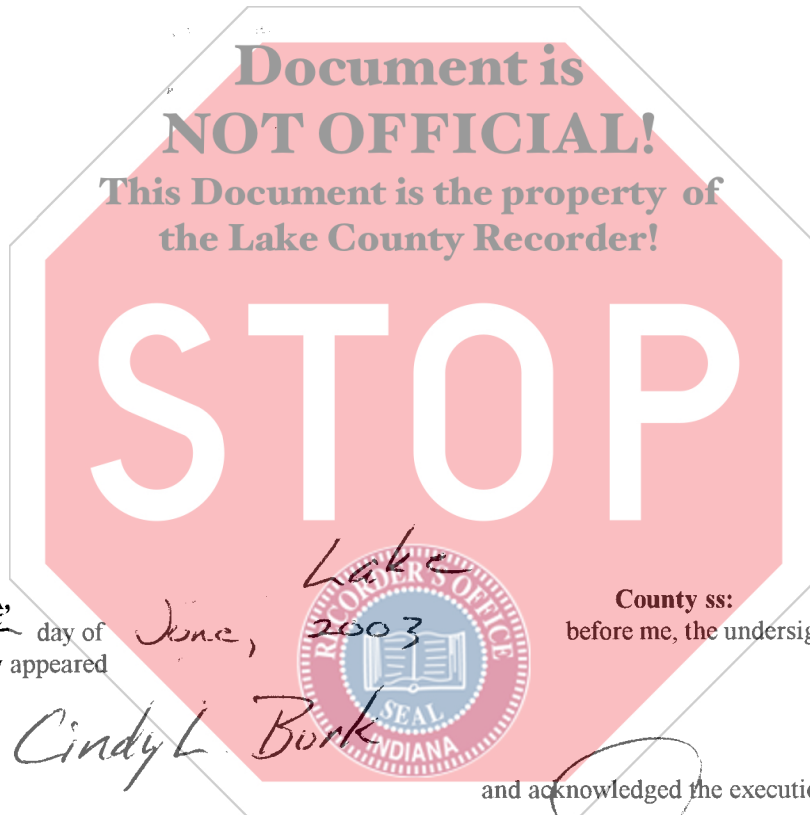 Document is
NOT OFFICIAL!
This Document is the property of
the Lake County Recorder!
STOP
Lake
County ss:
day of June, 2003
before me, the undersig
appeared
RECORDER'S OFFICE
SEAL
INDIANA
Cindy L. Bork
and acknowledged the executio